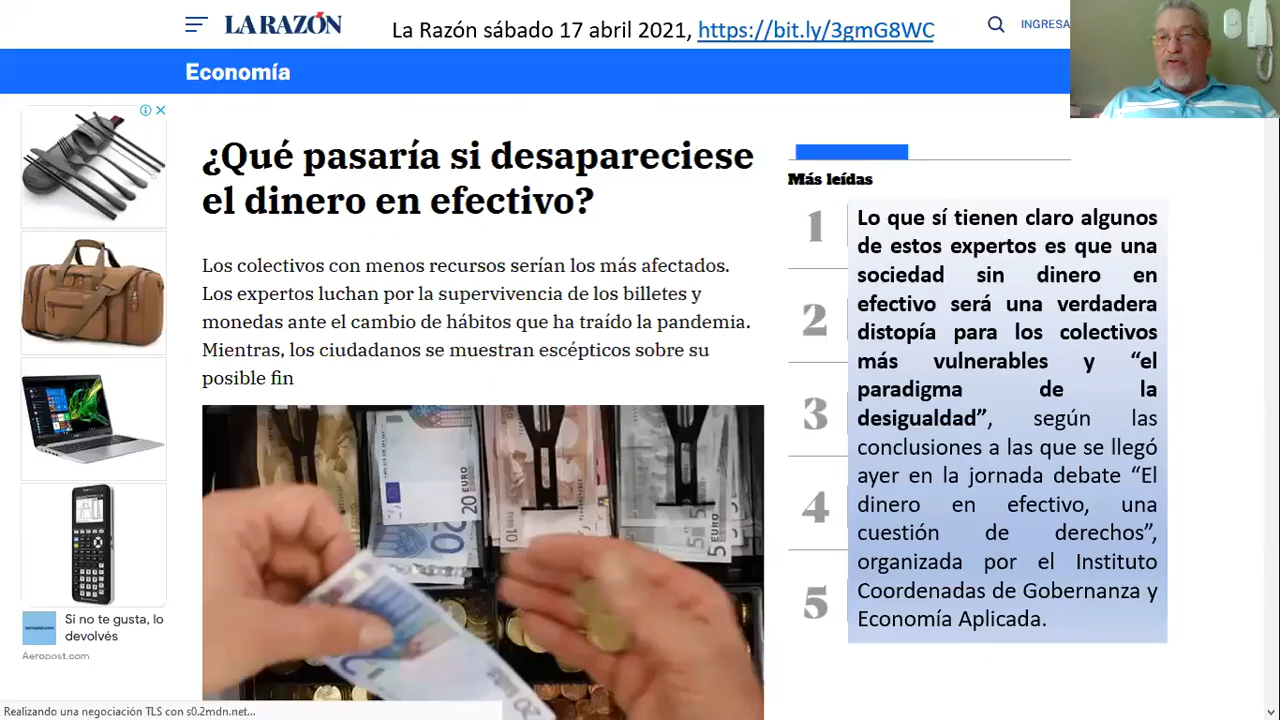 LA RAZÓN
La Razón sábado 17 abril 2021, https://bit.ly/3gmG8WC
INGRESA
Economía
¿Qué pasaría si desapareciese
el dinero en efectivo?
Los colectivos con menos recursos serían los más afectados.
Los expertos luchan por la supervivencia de los billetes y
monedas ante el cambio de hábitos que ha traído la pandemia.
Mientras, los ciudadanos se muestran escépticos sobre su
posible fin
Más leídas
1
2
3
4
5
Lo que sí tienen claro algunos
de estos expertos es que una
sociedad sin dinero en
efectivo será una verdadera
distopía para los colectivos
más vulnerables y “el
paradigma de la
desigualdad”, según las
conclusiones a las que se llegó
ayer en la jornada debate “El
dinero en efectivo, una
cuestión de derechos”,
organizada por el Instituto
Coordenadas de Gobernanza y
Economía Aplicada.
20 EURO
20
10
5 EURO
Si no te gusta, lo
devolvés
Aeropost.com
Realizando una negociación TLS con s0.2mdn.net...